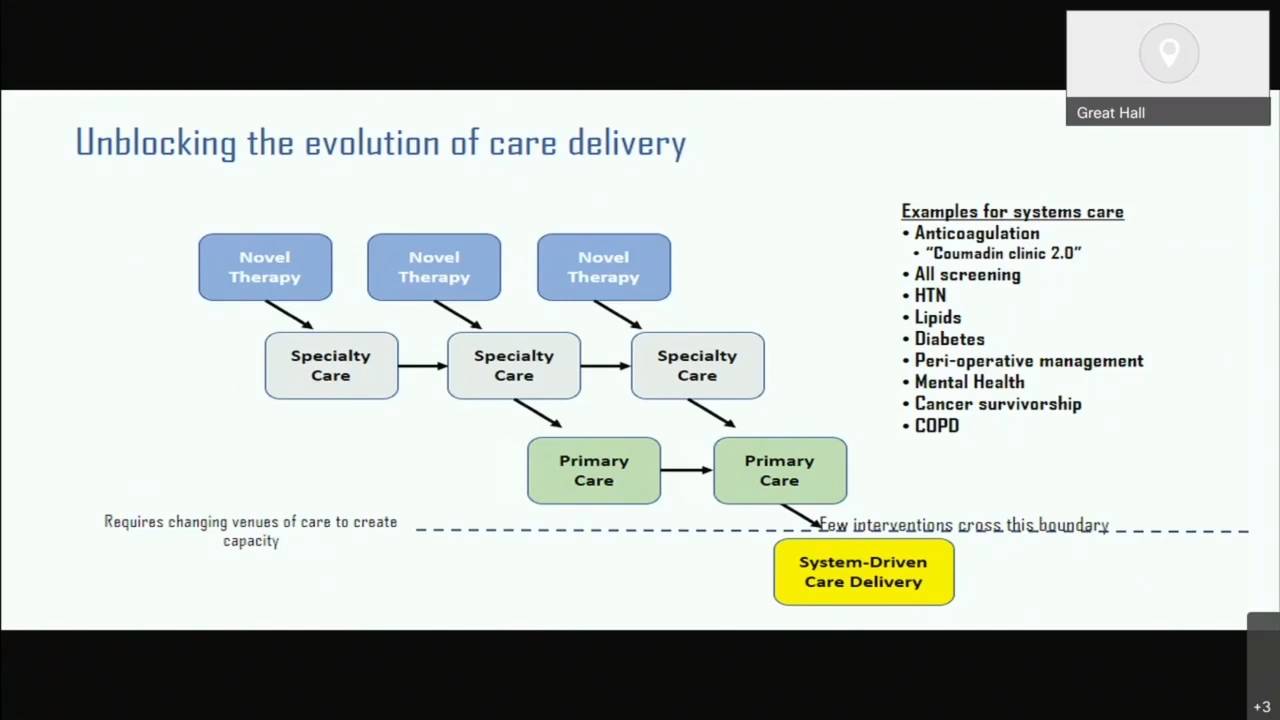 Great Hall
Unblocking the evolution of care delivery
Novel
Therapy
Novel
Therapy
Novel
Therapy
Specialty
Care
Specialty
Care
Specialty
Care
Primary
Care
Primary
Care
Requires changing venues of care to create
capacity
Few interventions cross this boundary
System-Driven
Care Delivery
Examples for systems care
• Anticoagulation
• “Coumadin clinic 2.0”
• All screening
• HTN
• Lipids
• Diabetes
• Peri-operative management
• Mental Health
• Cancer survivorship
• COPD
+3